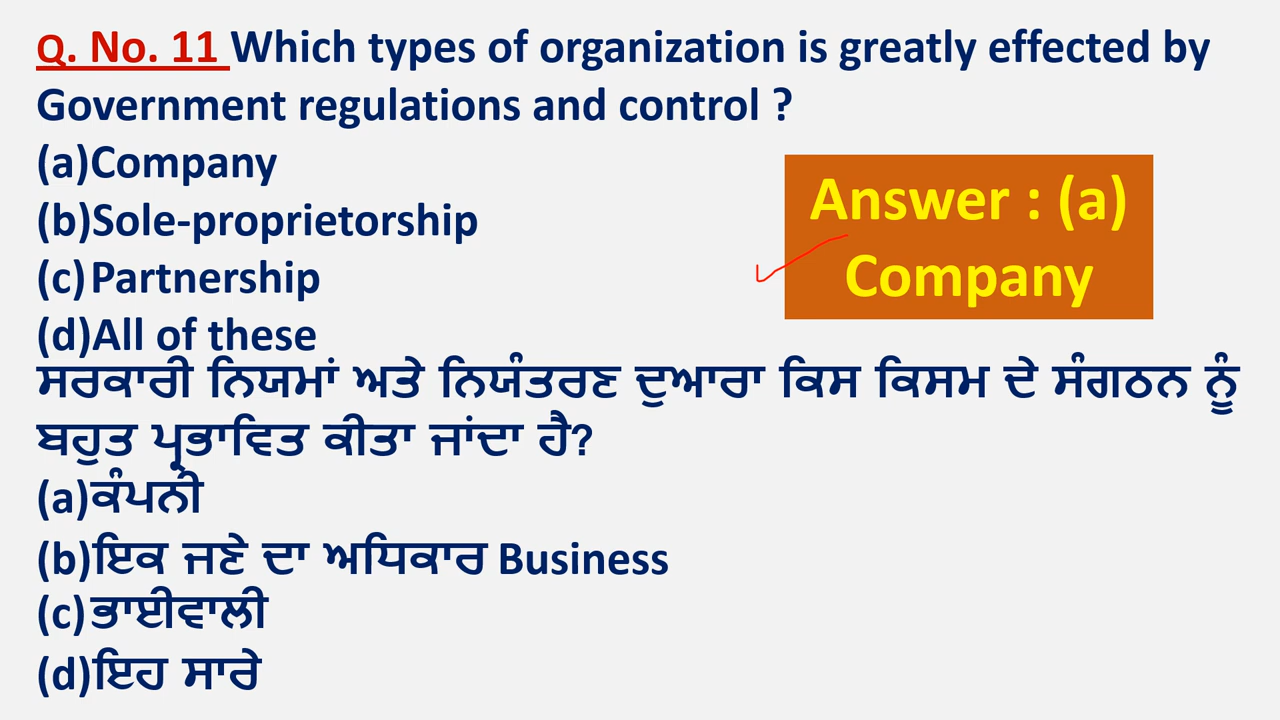 Q. No. 11 Which types of organization is greatly effected by
Government regulations and control ?
(a)Company
(b)Sole-proprietorship
(c)Partnership
(d)All of these
Answer : (a)
Company
ਸਰਕਾਰੀ ਨਿਯਮਾਂ ਅਤੇ ਨਿਯੰਤਰਣ ਦੁਆਰਾ ਕਿਸ ਕਿਸਮ ਦੇ ਸੰਗਠਨ ਨੂੰ
ਬਹੁਤ ਪ੍ਰਭਾਵਿਤ ਕੀਤਾ ਜਾਂਦਾ ਹੈ?
(a)ਕੰਪਨੀ
(b)ਇਕ ਜਣੇ ਦਾ ਅਧਿਕਾਰ Business
(c)ਭਾਈਵਾਲੀ
(d)ਇਹ ਸਾਰੇ